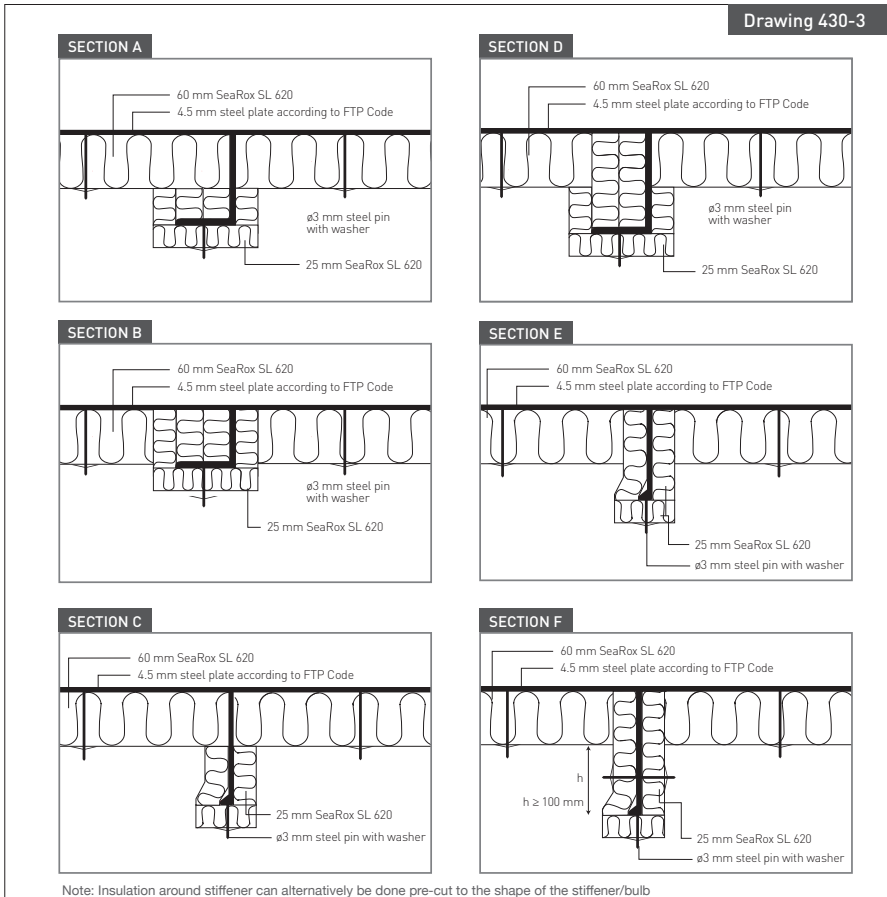 Drawing 430-3
SECTION A
60 mm SeaRox SL 620
4.5 mm steel plate according to FTP Code
ø3 mm steel pin
with washer
25 mm SeaRox SL 620
SECTION D
60 mm SeaRox SL 620
4.5 mm steel plate according to FTP Code
ø3 mm steel pin
with washer
25 mm SeaRox SL 620
SECTION B
60 mm SeaRox SL 620
4.5 mm steel plate according to FTP Code
ø3 mm steel pin
with washer
25 mm SeaRox SL 620
SECTION E
60 mm SeaRox SL 620
4.5 mm steel plate according to FTP Code
25 mm SeaRox SL 620
ø3 mm steel pin with washer
SECTION C
60 mm SeaRox SL 620
4.5 mm steel plate according to FTP Code
25 mm SeaRox SL 620
ø3 mm steel pin with washer
SECTION F
60 mm SeaRox SL 620
4.5 mm steel plate according to FTP Code
h
h ≥ 100 mm
25 mm SeaRox SL 620
ø3 mm steel pin with washer
Note: Insulation around stiffener can alternatively be done pre-cut to the shape of the stiffener/bulb